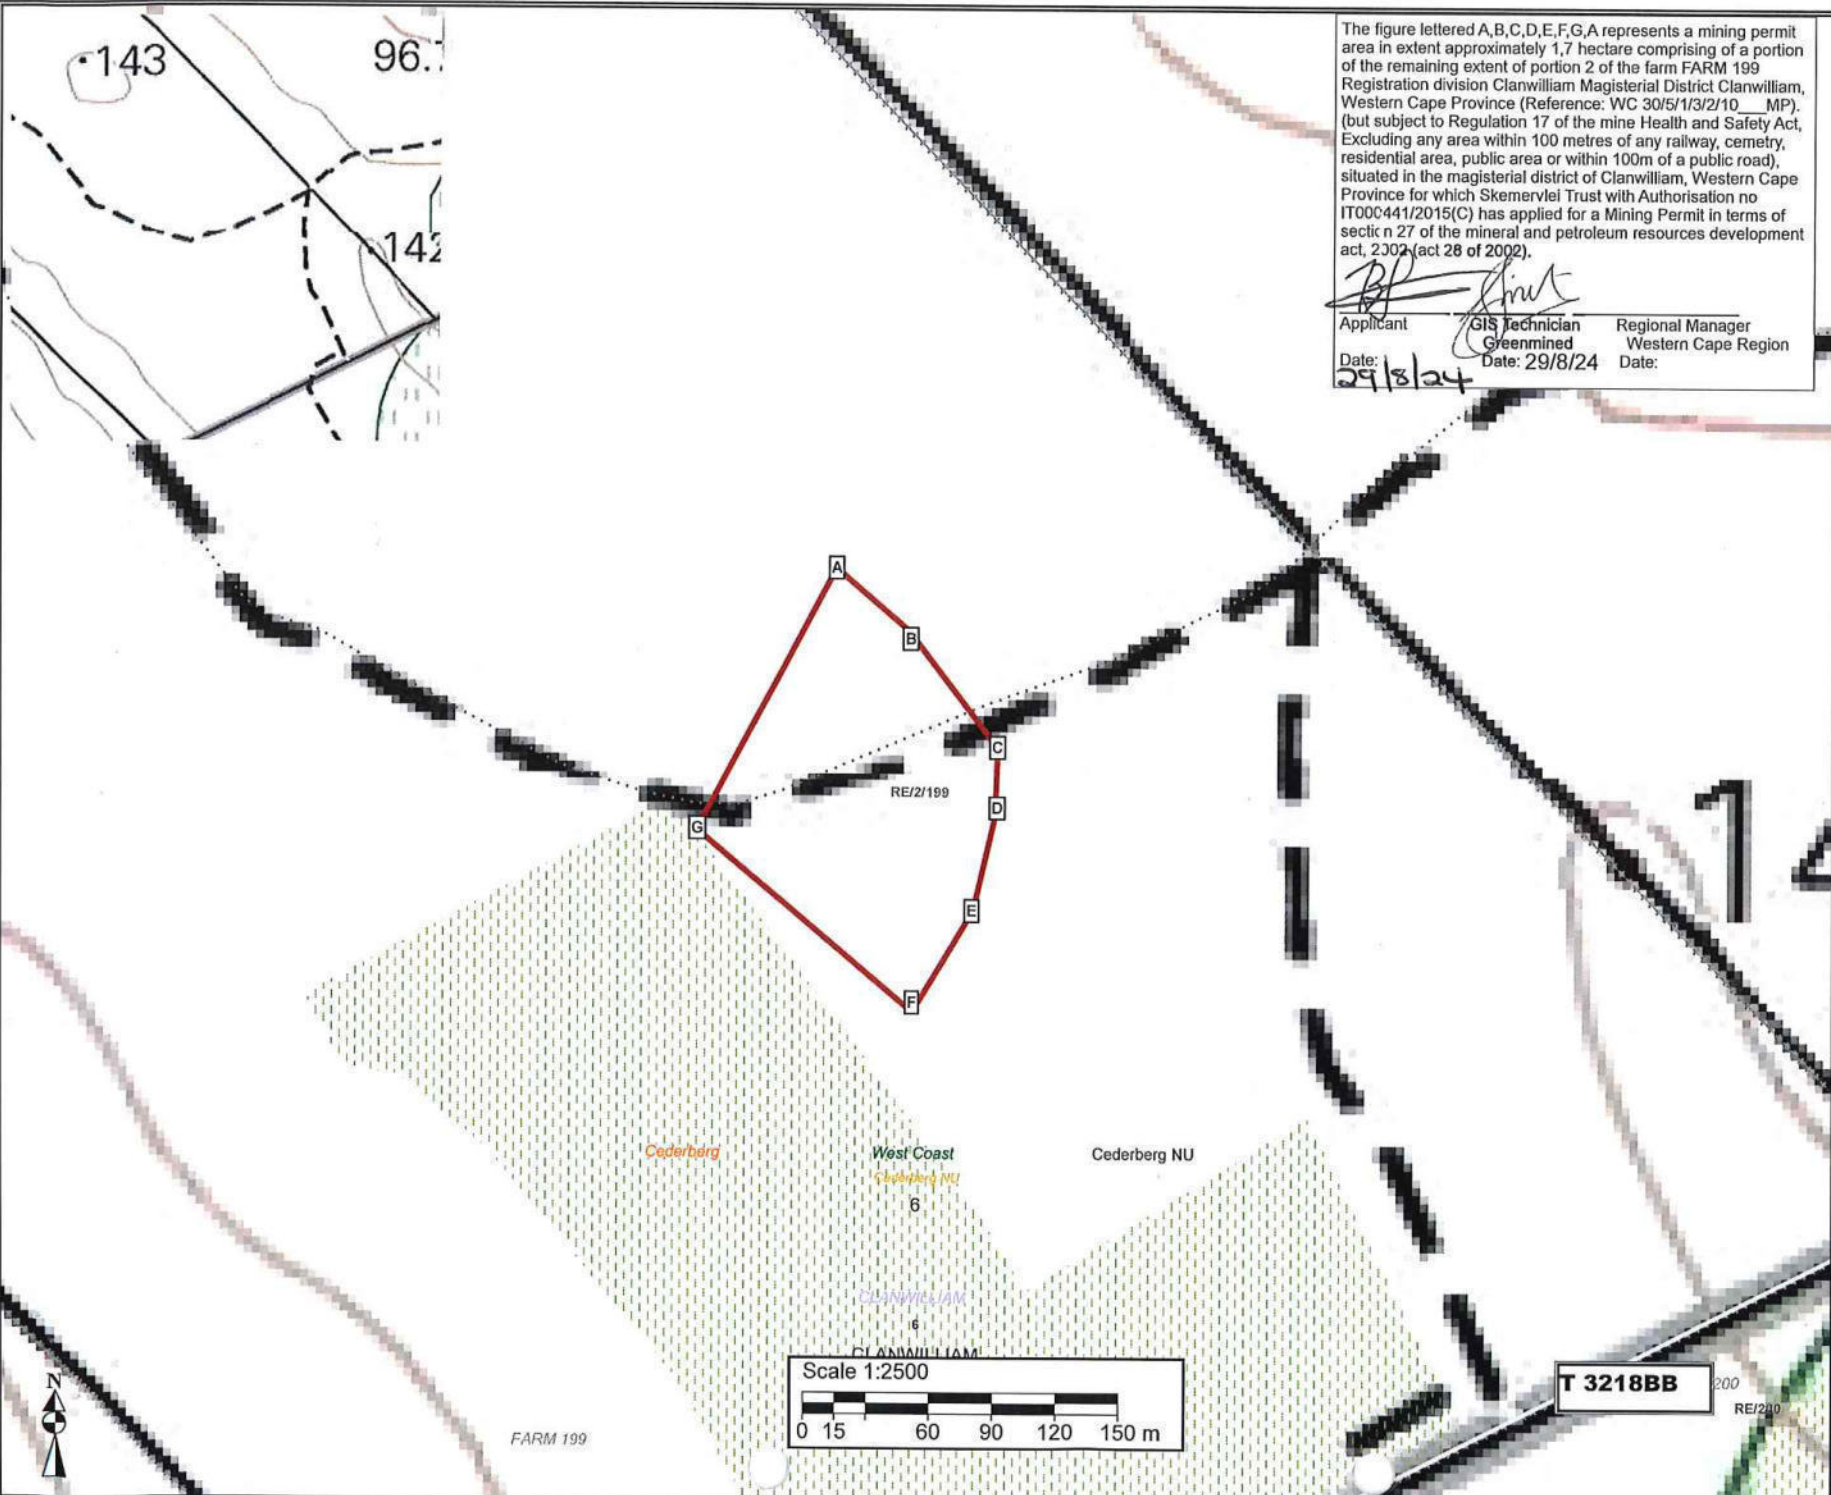 143
96.
142
The figure lettered A,B,C,D,E,F,G,A represents a mining permit
area in extent approximately 1,7 hectare comprising of a portion
of the remaining extent of portion 2 of the farm FARM 199
Registration division Clanwilliam Magisterial District Clanwilliam,
Western Cape Province (Reference: WC 30/5/1/3/2/10___MP).
(but subject to Regulation 17 of the mine Health and Safety Act,
Excluding any area within 100 metres of any railway, cemetry,
residential area, public area or within 100m of a public road),
situated in the magisterial district of Clanwilliam, Western Cape
Province for which Skemervlei Trust with Authorisation no
IT000441/2015(C) has applied for a Mining Permit in terms of
section 27 of the mineral and petroleum resources development
act, 2002 (act 28 of 2002).
Applicant GIS Technician Regional Manager
Greenmined Western Cape Region
Date: Date: 29/8/24 Date:
29/8/24
A
B
C
RE/2/199
D
G
14
E
F
Cederberg West Coast Cederberg NU
Cederberg NU
6
CLANWILLIAM
6
CLANWILLIAM
Scale 1:2500
0 15 60 90 120 150 m
N
FARM 199
T 3218BB
200
RE/200